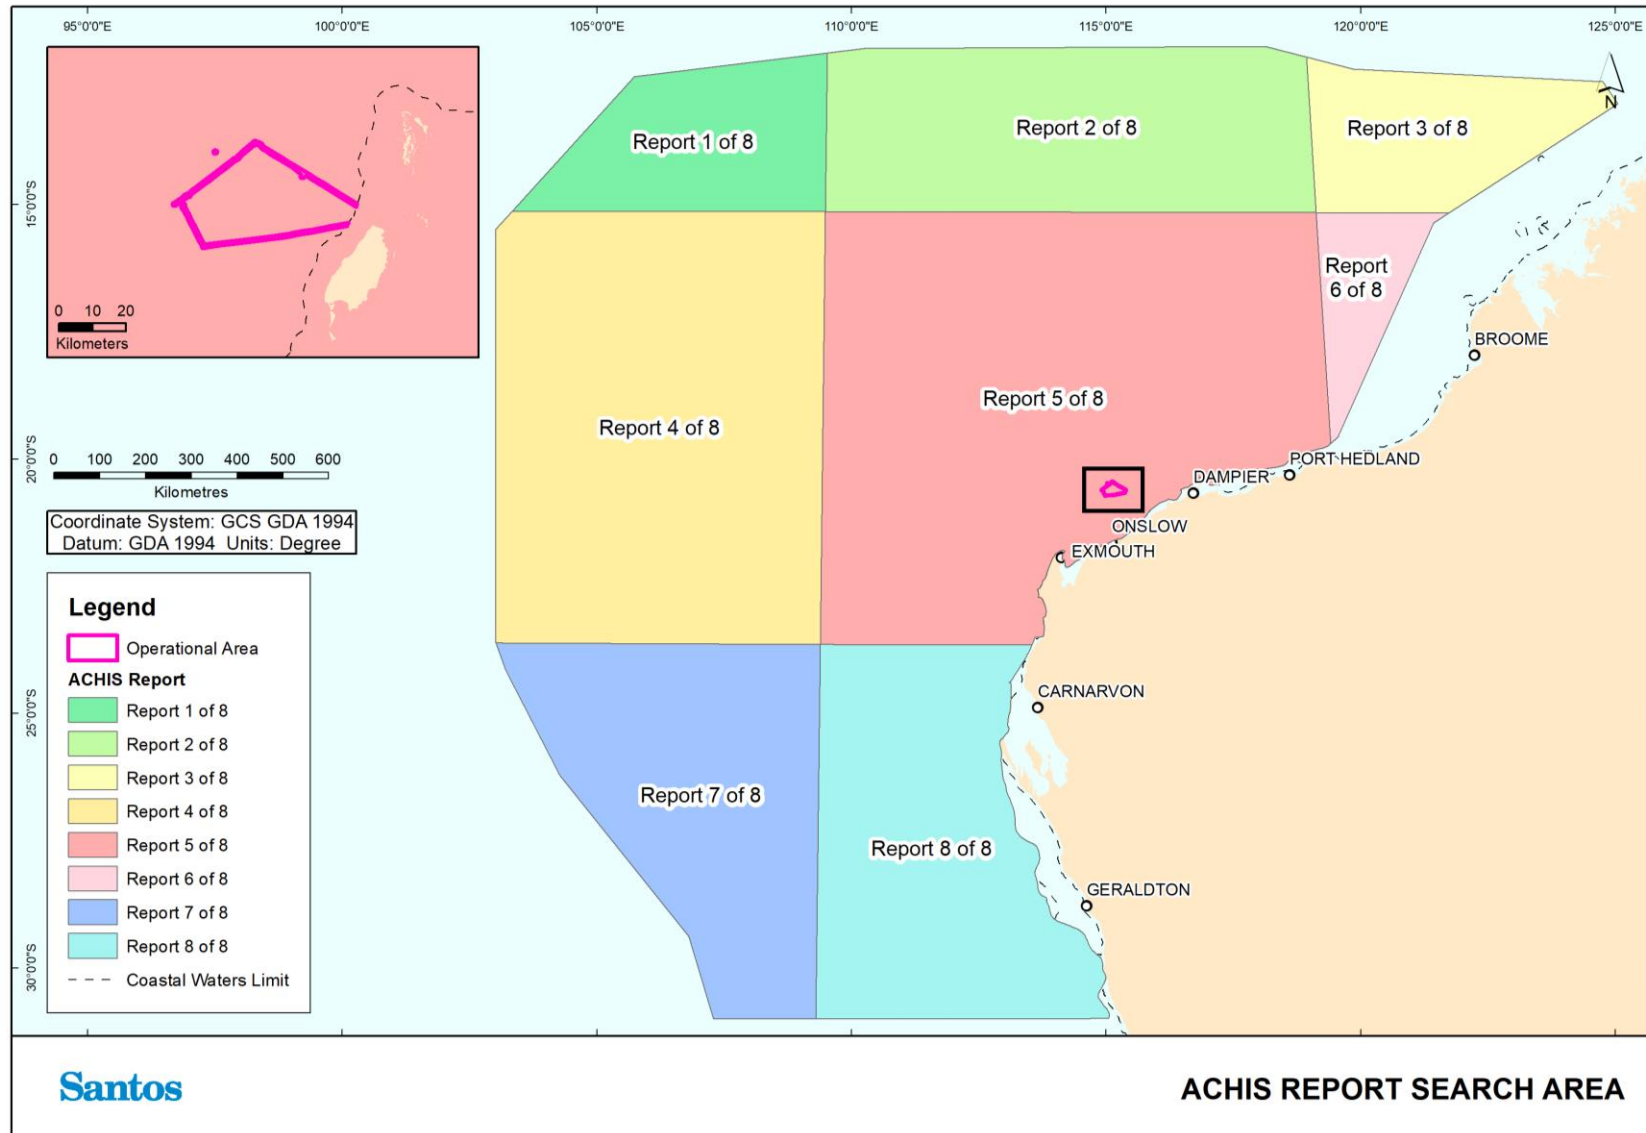 95°0'0"E
100°0'0"E
105°0'0"E
110°0'0"E
115°0'0"E
120°0'0"E
125°0'0"E
N
Report 1 of 8
Report 2 of 8
Report 3 of 8
15°0'0"S
0 10 20
Kilometers
Report
6 of 8
BROOME
Report 5 of 8
Report 4 of 8
20°0'0"S
0 100 200 300 400 500 600
Kilometres
PORT HEDLAND
DAMPIER
ONSLOW
EXMOUTH
Coordinate System: GCS GDA 1994
Datum: GDA 1994 Units: Degree
Legend
Operational Area
ACHIS Report
Report 1 of 8
Report 2 of 8
Report 3 of 8
Report 4 of 8
Report 5 of 8
Report 6 of 8
Report 7 of 8
Report 8 of 8
Coastal Waters Limit
25°0'0"S
CARNARVON
Report 7 of 8
Report 8 of 8
GERALDTON
30°0'0"S
Santos
ACHIS REPORT SEARCH AREA